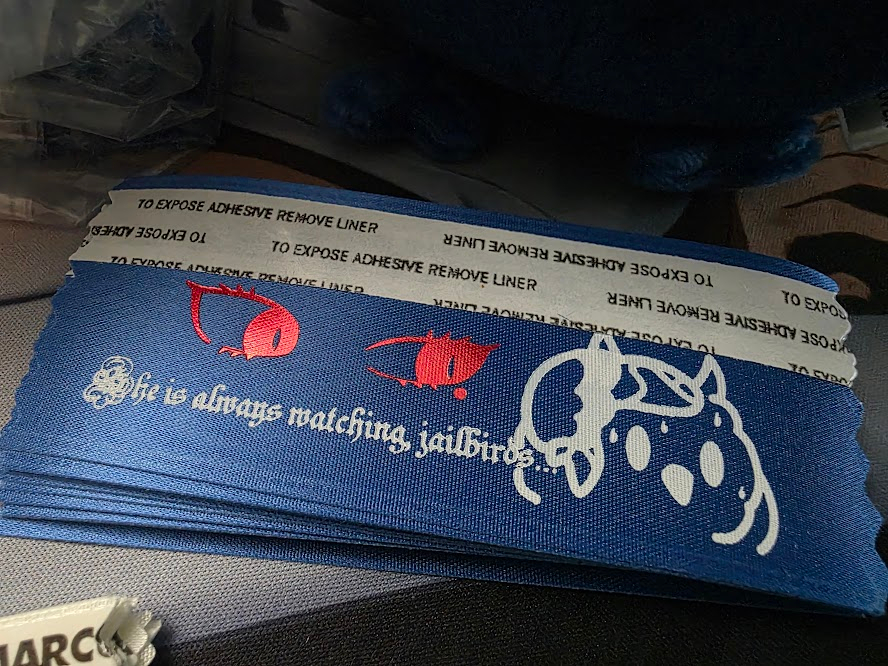 TO EXPOSE ADHESIVE REMOVE LINER
TO EXPOSE ADHESIVE REMOVE LINER
TO EXPOSE ADHESIVE REMOVE LINER
TO EXPO
TO EXPOSE ADHESIVE REMOVE LINER
TO EXPOSE ADHESIVE REMOVE LINER
She is always watching, jailbirds...